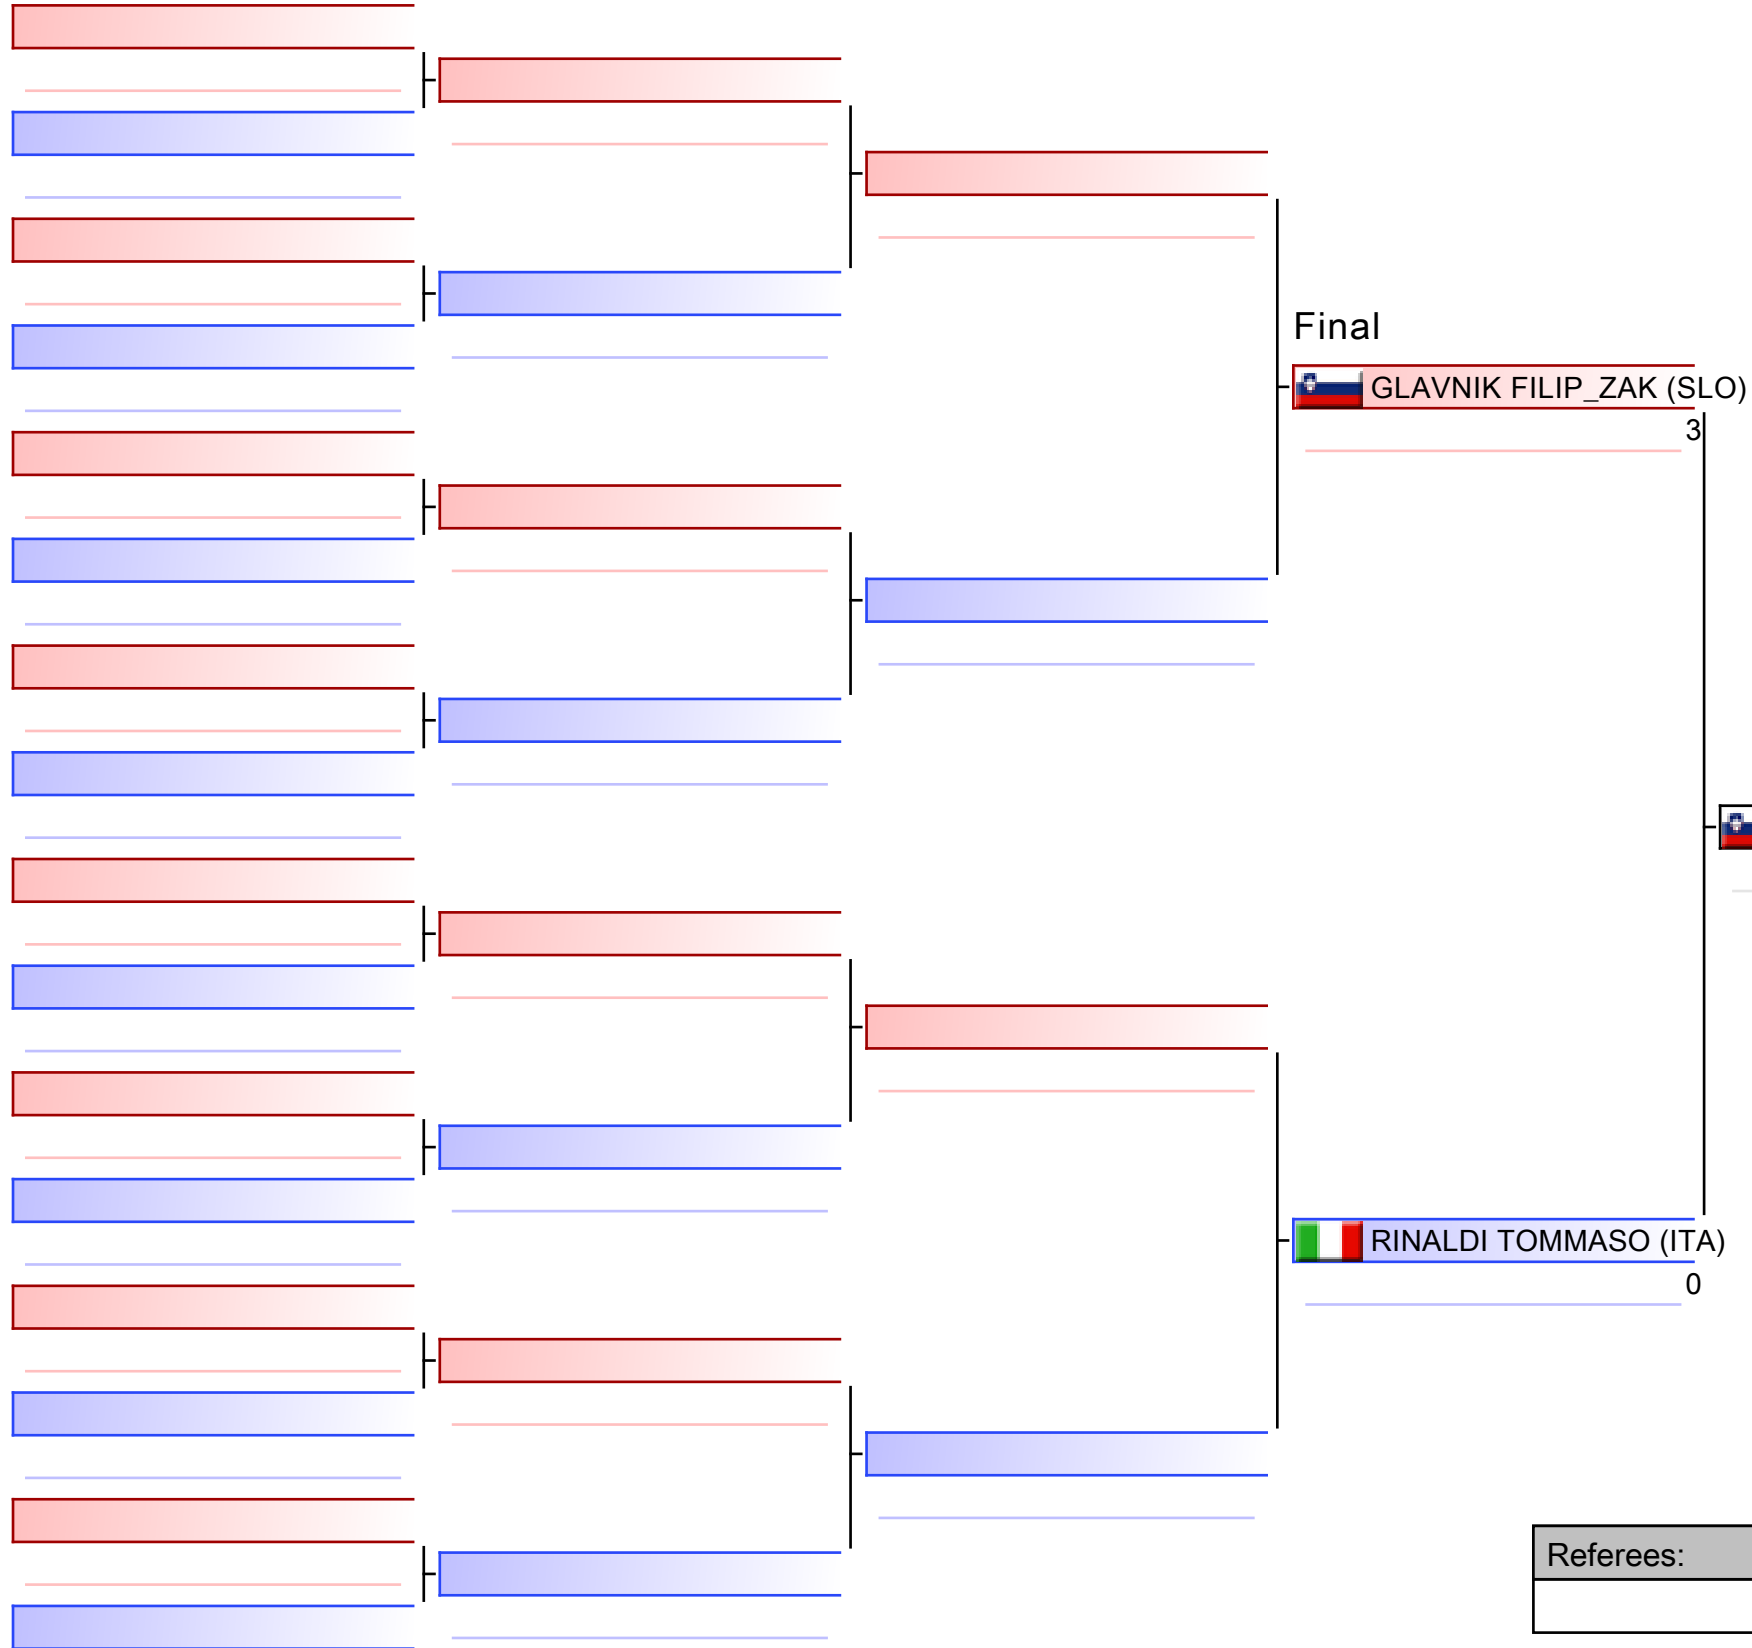 Final
GLAVNIK FILIP_ZAK (SLO)
3
RINALDI TOMMASO (ITA)
0
Referees: